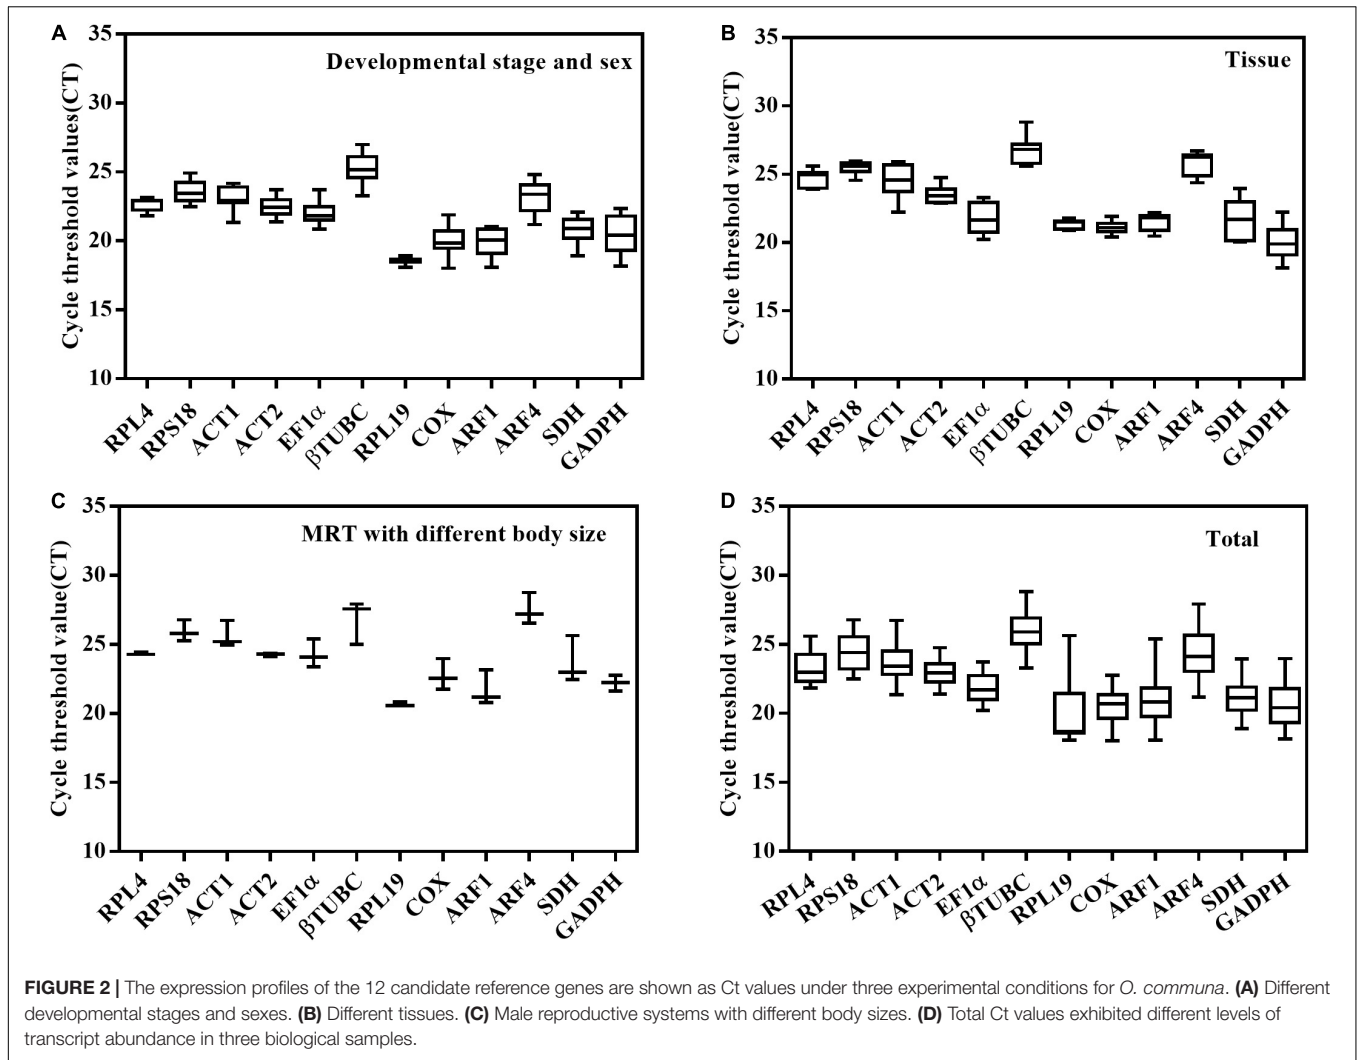 A
Developmental stage and sex
Cycle threshold values(CT)
35
30
25
20
15
10
RPL4
RPS18
ACT1
ACT2
EF1α
βTUBC
RPL19
COX
ARF1
ARF4
SDH
GADPH
B
Tissue
Cycle threshold value(CT)
35
30
25
20
15
10
RPL4
RPS18
ACT1
ACT2
EF1α
βTUBC
RPL19
COX
ARF1
ARF4
SDH
GADPH
C
MRT with different body size
Cycle threshold value(CT)
35
30
25
20
15
10
RPL4
RPS18
ACT1
ACT2
EF1α
βTUBC
RPL19
COX
ARF1
ARF4
SDH
GADPH
D
Total
Cycle threshold value(CT)
35
30
25
20
15
10
RPL4
RPS18
ACT1
ACT2
EF1α
βTUBC
RPL19
COX
ARF1
ARF4
SDH
GADPH
FIGURE 2 | The expression profiles of the 12 candidate reference genes are shown as Ct values under three experimental conditions for O. communa. (A) Different
developmental stages and sexes. (B) Different tissues. (C) Male reproductive systems with different body sizes. (D) Total Ct values exhibited different levels of
transcript abundance in three biological samples.